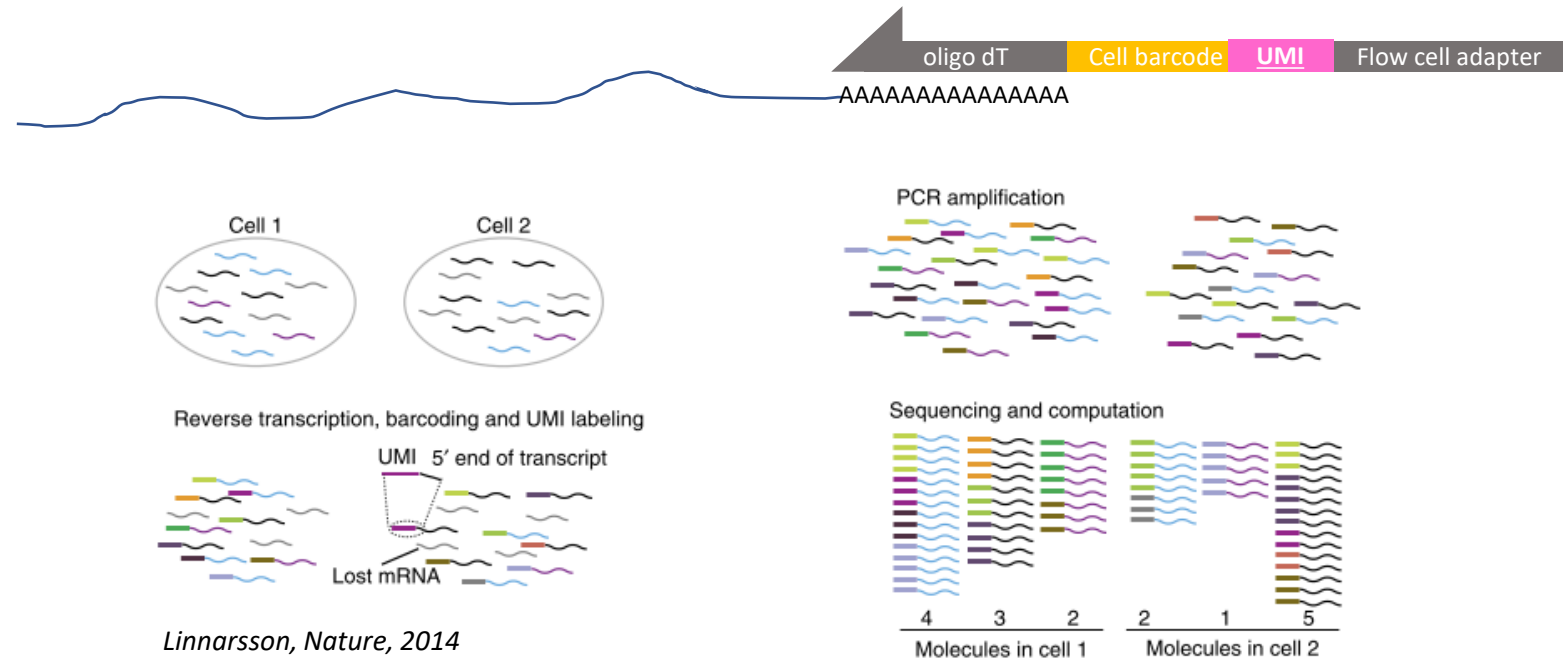 oligo dT Cell barcode UMI Flow cell adapter
AAAAAAAAAAAAAAA
Cell 1 Cell 2
Reverse transcription, barcoding and UMI labeling
UMI 5′ end of transcript
Lost mRNA
Linnarsson, Nature, 2014
PCR amplification
Sequencing and computation
4 3 2 2 1 5
Molecules in cell 1 Molecules in cell 2